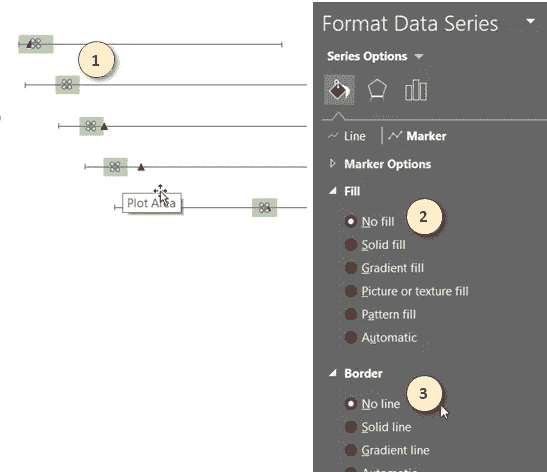 Format Data Series
Series Options
1
Line
Marker
Marker Options
Fill
No fill
2
Solid fill
Plot Area
Gradient fill
Picture or texture fill
Pattern fill
Automatic
Border
No line
3
Solid line
Gradient line
Automatic